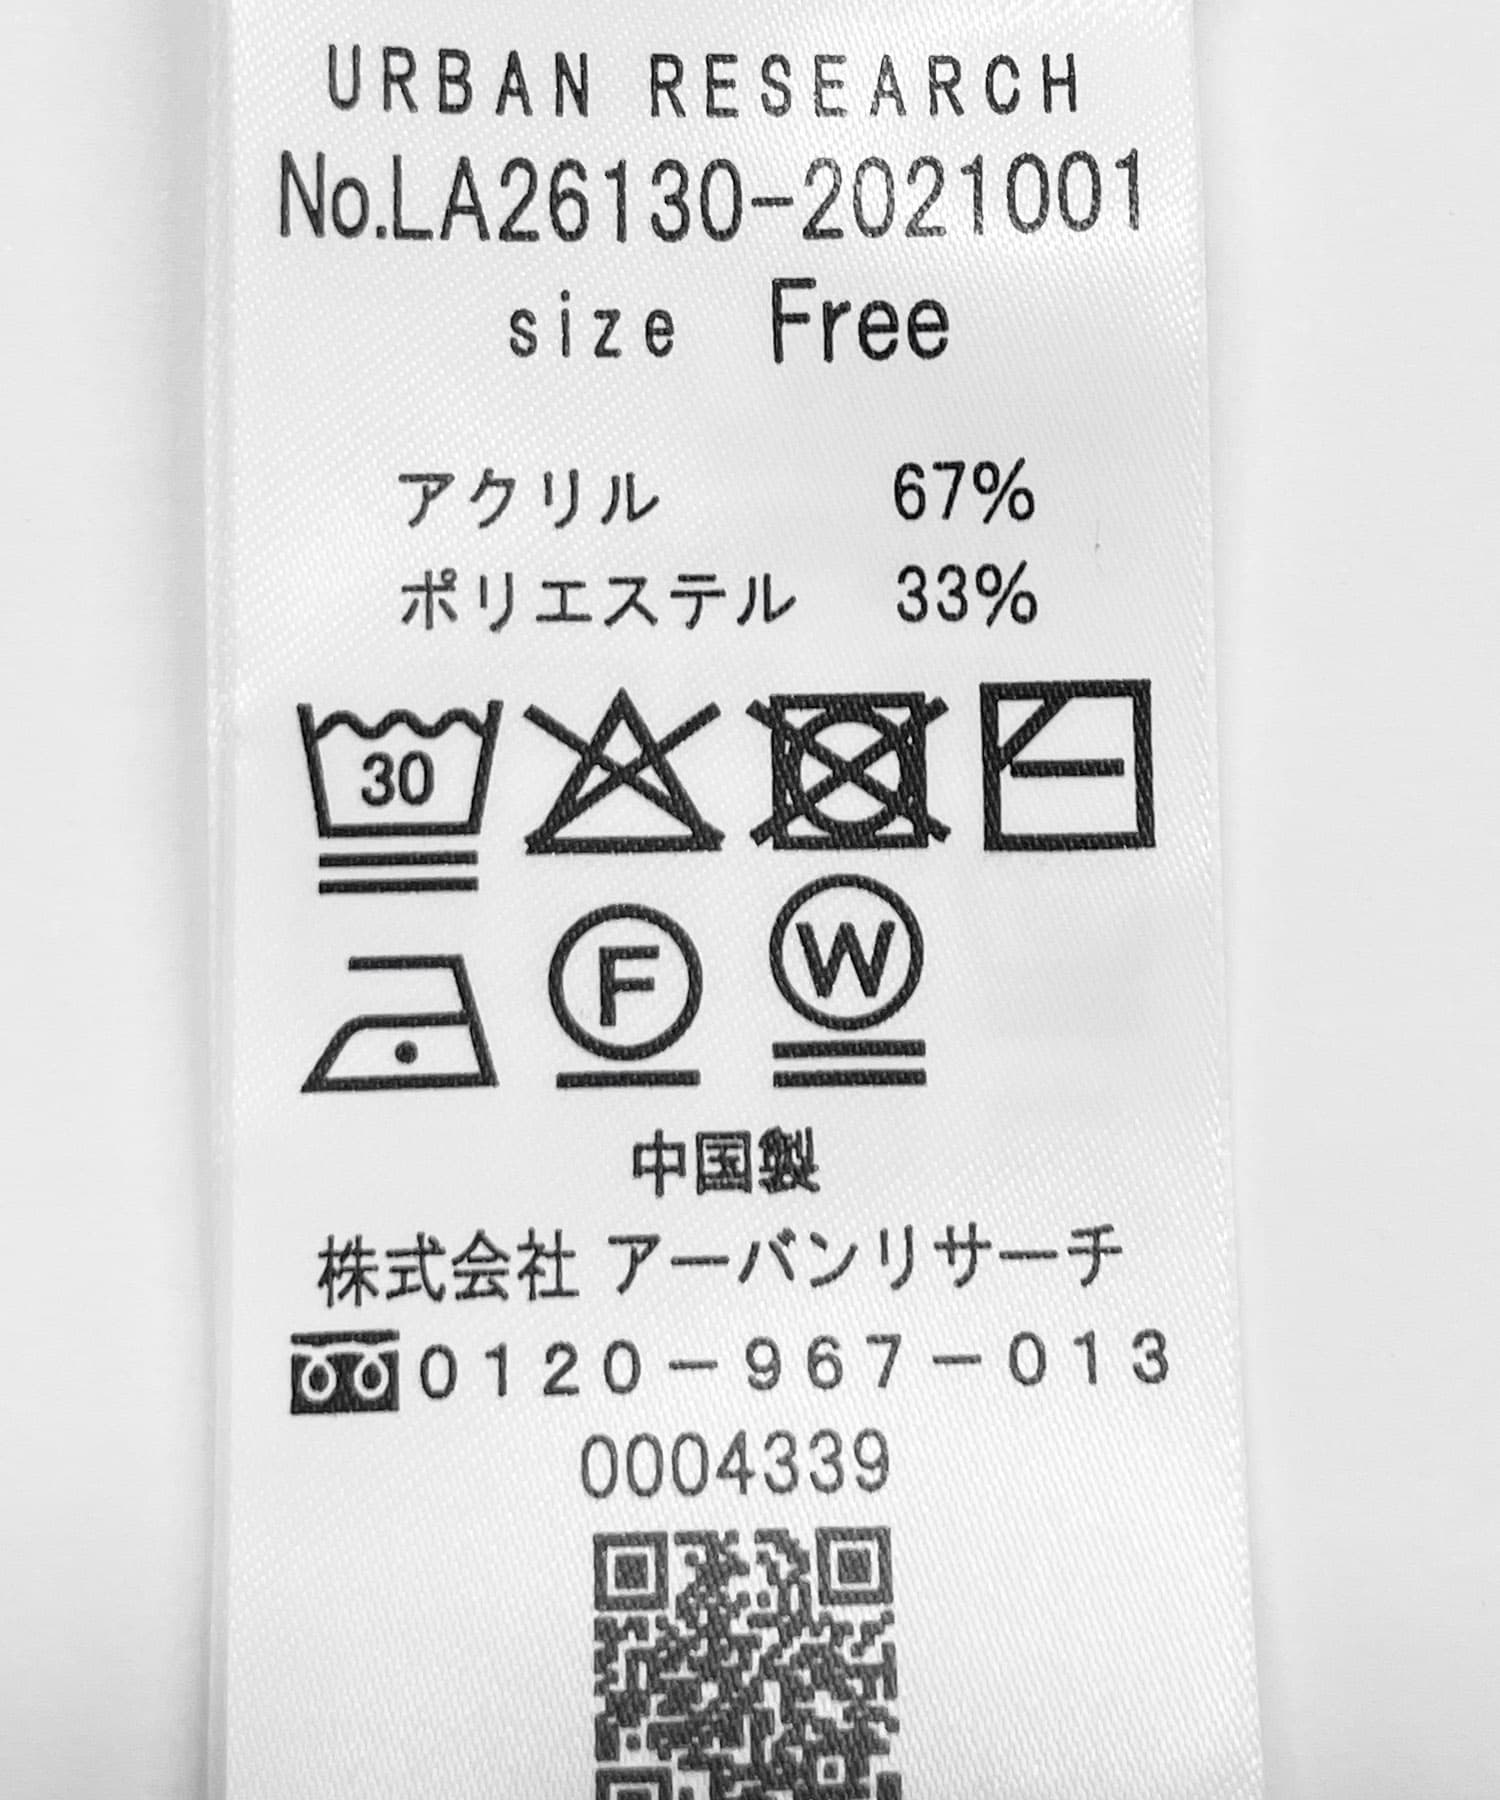 URBAN RESEARCH
No.LA26130-2021001
size Free
アクリル 67%
ポリエステル 33%
30
F W
中国製
株式会社 アーバンリサーチ
0120-967-013
0004339